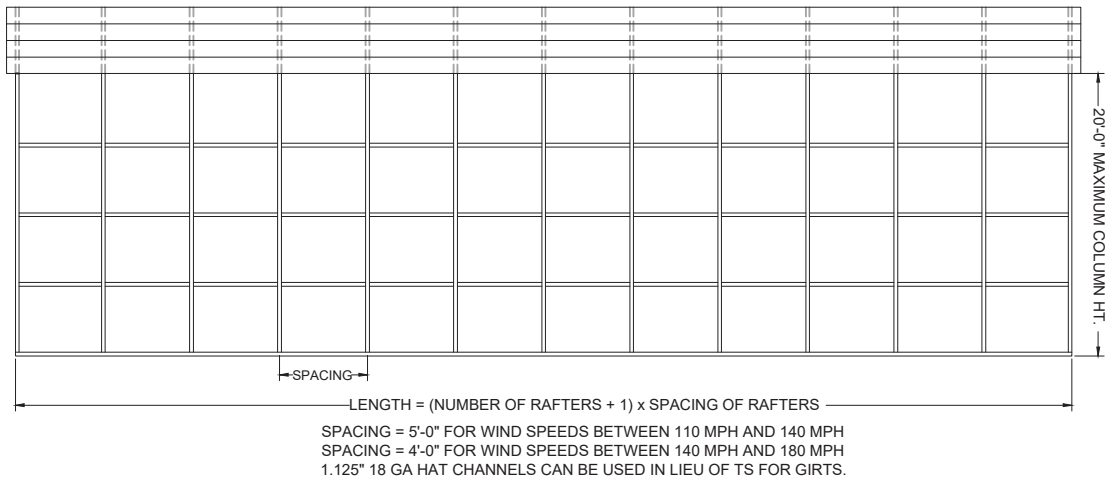 20'-0" MAXIMUM COLUMN HT.
SPACING
LENGTH = (NUMBER OF RAFTERS + 1) x SPACING OF RAFTERS
SPACING = 5'-0" FOR WIND SPEEDS BETWEEN 110 MPH AND 140 MPH
SPACING = 4'-0" FOR WIND SPEEDS BETWEEN 140 MPH AND 180 MPH
1.125" 18 GA HAT CHANNELS CAN BE USED IN LIEU OF TS FOR GIRTS.